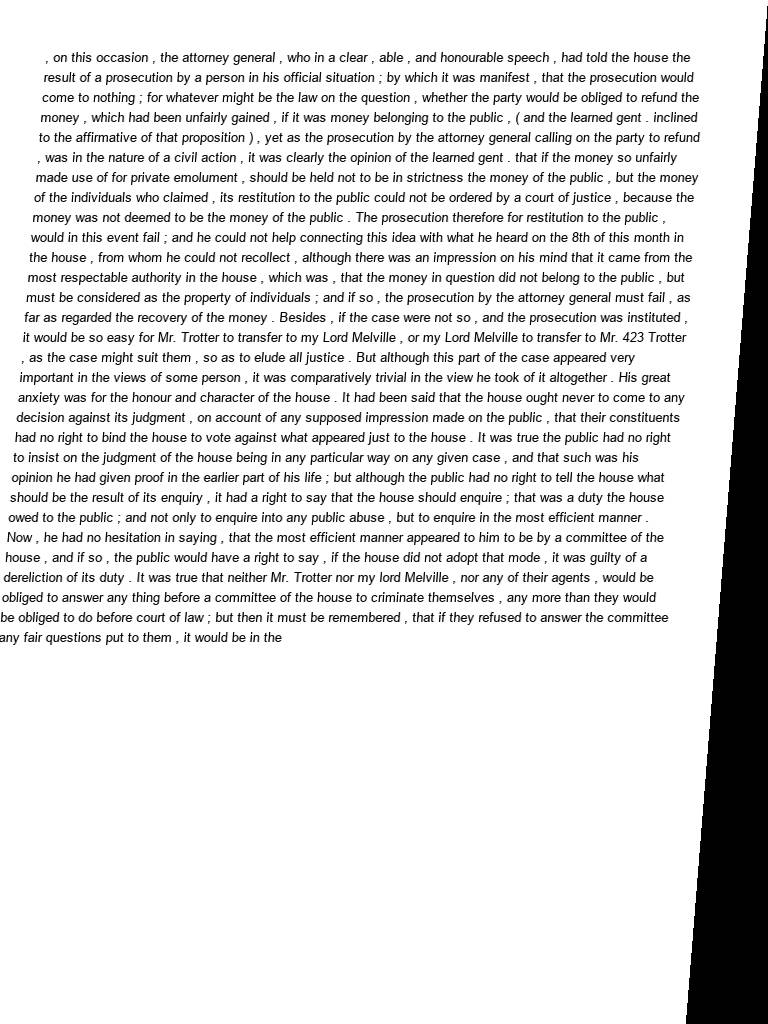 , on this occasion , the attorney general , who in a clear , able , and honourable speech , had told the house the
result of a prosecution by a person in his official situation ; by which it was manifest , that the prosecution would
come to nothing ; for whatever might be the law on the question , whether the party would be obliged to refund the
money , which had been unfairly gained , if it was money belonging to the public , ( and the learned gent . inclined
to the affirmative of that proposition ) , yet as the prosecution by the attorney general calling on the party to refund
, was in the nature of a civil action , it was clearly the opinion of the learned gent . that if the money so unfairly
made use of for private emolument , should be held not to be in strictness the money of the public , but the money
of the individuals who claimed , its restitution to the public could not be ordered by a court of justice , because the
money was not deemed to be the money of the public . The prosecution therefore for restitution to the public ,
would in this event fail ; and he could not help connecting this idea with what he heard on the 8th of this month in
the house , from whom he could not recollect , although there was an impression on his mind that it came from the
most respectable authority in the house , which was , that the money in question did not belong to the public , but
must be considered as the property of individuals ; and if so , the prosecution by the attorney general must fail , as
far as regarded the recovery of the money . Besides , if the case were not so , and the prosecution was instituted ,
it would be so easy for Mr. Trotter to transfer to my Lord Melville , or my Lord Melville to transfer to Mr. 423 Trotter
, as the case might suit them , so as to elude all justice . But although this part of the case appeared very
important in the views of some person , it was comparatively trivial in the view he took of it altogether . His great
anxiety was for the honour and character of the house . It had been said that the house ought never to come to any
decision against its judgment , on account of any supposed impression made on the public , that their constituents
had no right to bind the house to vote against what appeared just to the house . It was true the public had no right
to insist on the judgment of the house being in any particular way on any given case , and that such was his
opinion he had given proof in the earlier part of his life ; but although the public had no right to tell the house what
should be the result of its enquiry , it had a right to say that the house should enquire ; that was a duty the house
owed to the public ; and not only to enquire into any public abuse , but to enquire in the most efficient manner .
Now , he had no hesitation in saying , that the most efficient manner appeared to him to be by a committee of the
house , and if so , the public would have a right to say , if the house did not adopt that mode , it was guilty of a
dereliction of its duty . It was true that neither Mr. Trotter nor my lord Melville , nor any of their agents , would be
obliged to answer any thing before a committee of the house to criminate themselves , any more than they would
be obliged to do before court of law ; but then it must be remembered , that if they refused to answer the committee
any fair questions put to them , it would be in the